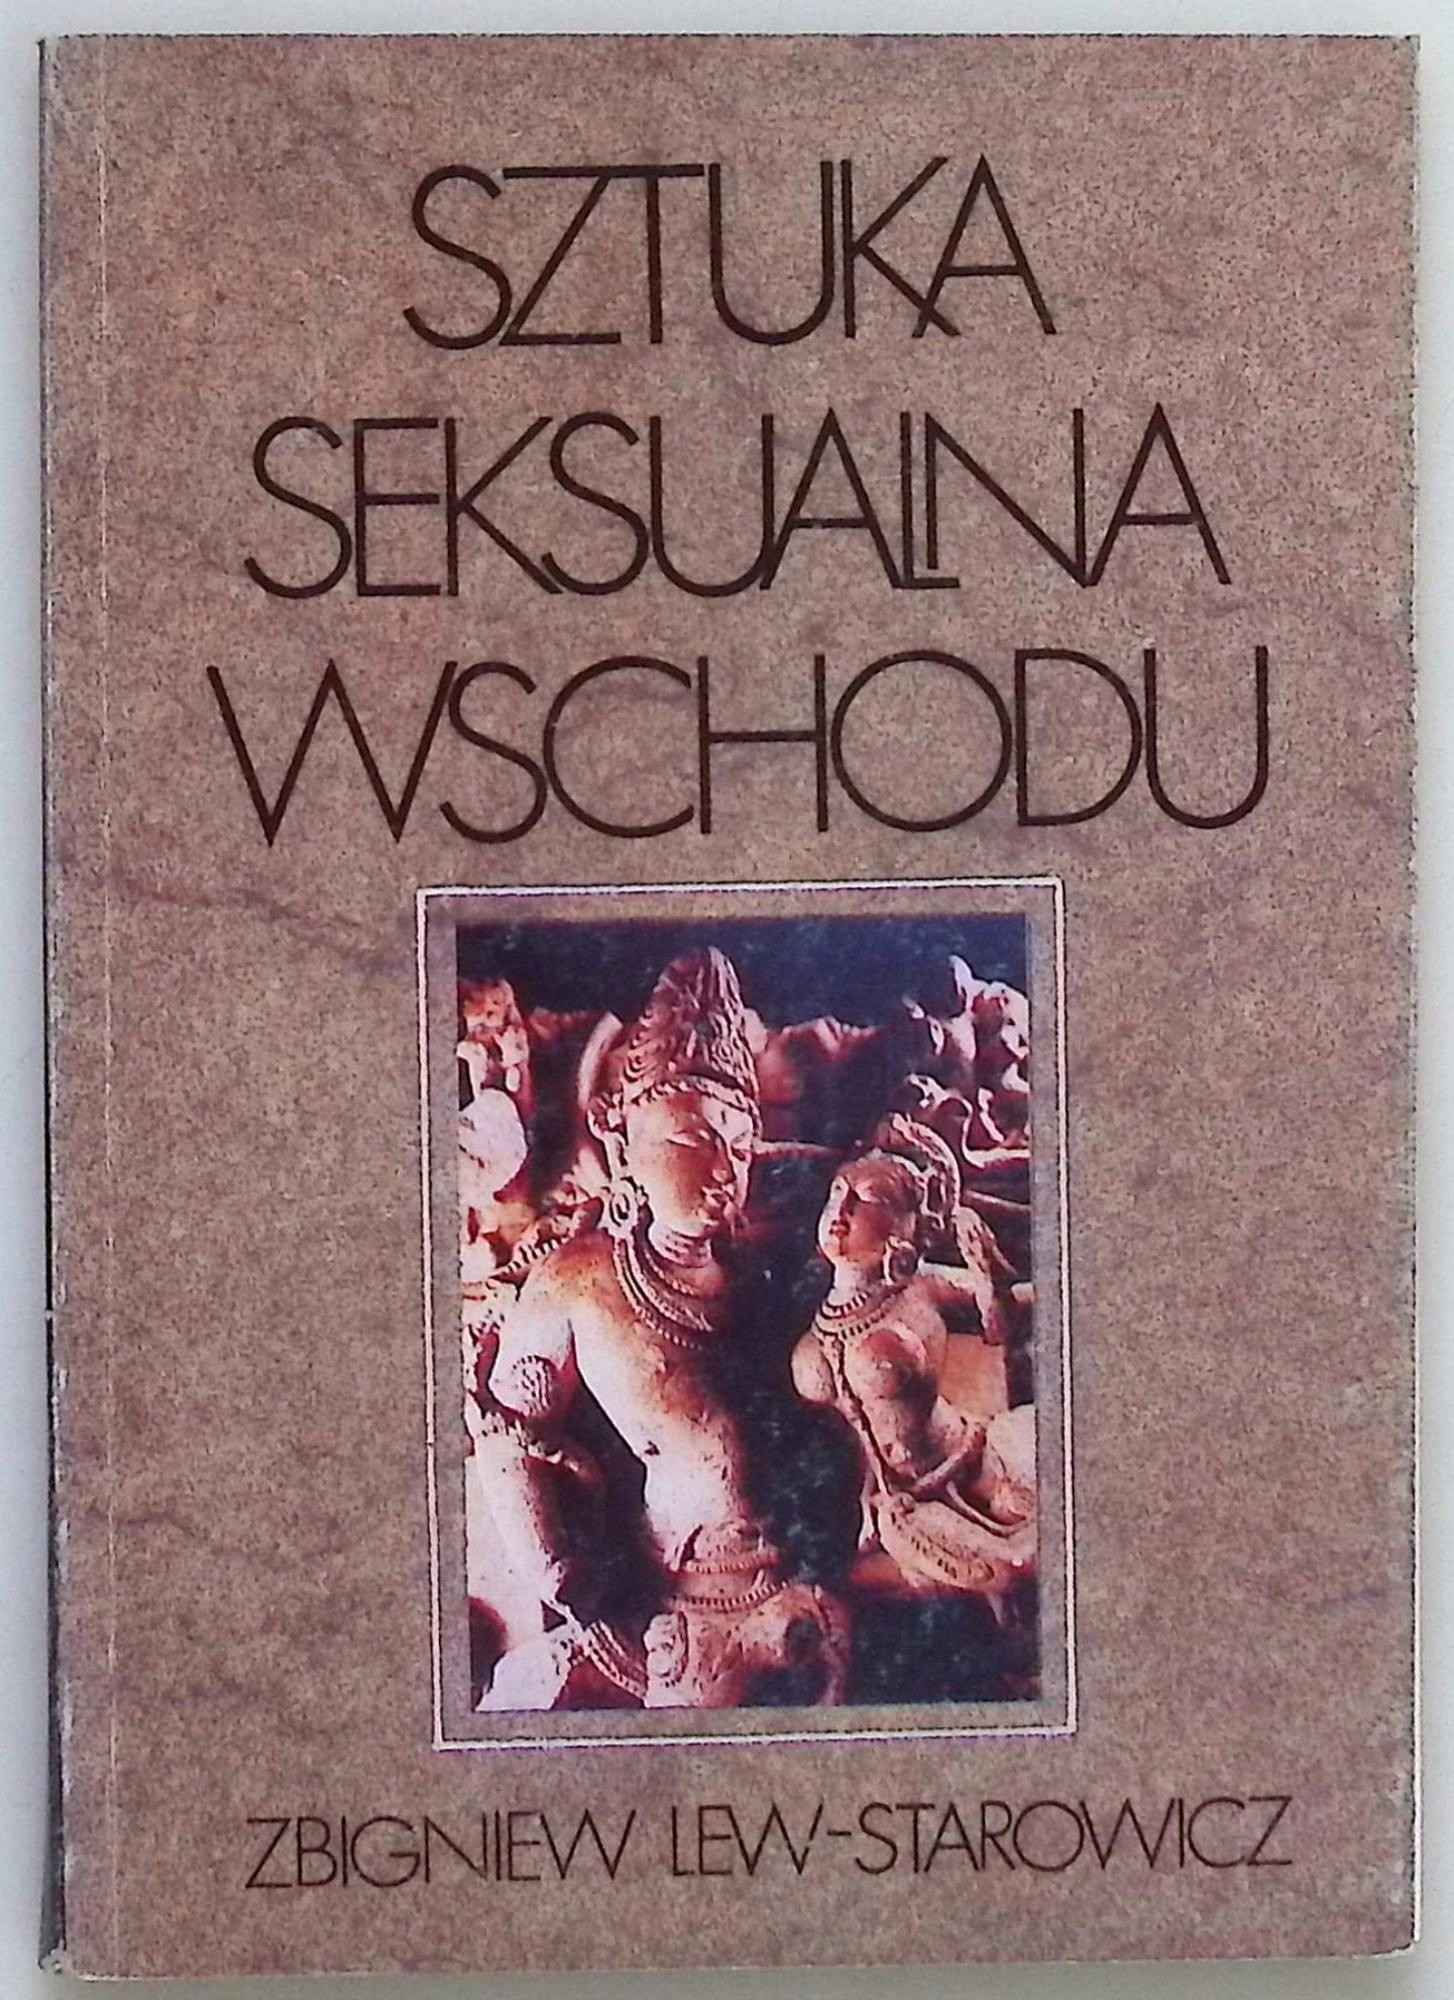 SZTUKA
SEKSUALNA
WSCHODU
ZBIGNIEW LEW-STAROWICZ